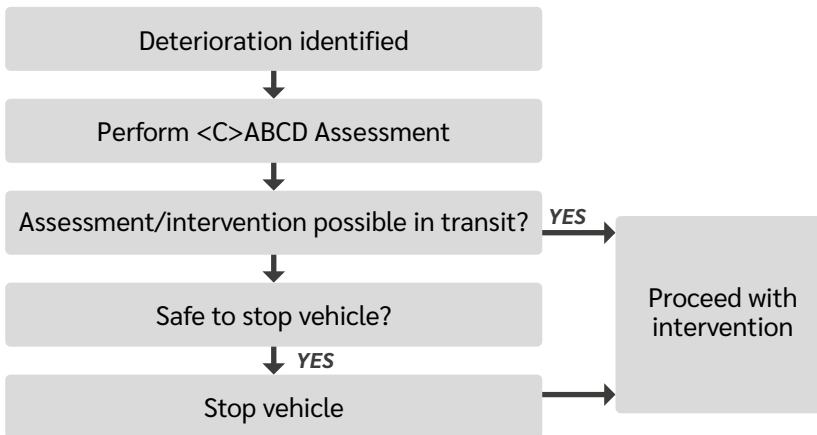 Deterioration identified
Perform <C>ABCD Assessment
Assessment/intervention possible in transit?
YES
Safe to stop vehicle?
YES
Stop vehicle
Proceed with
intervention